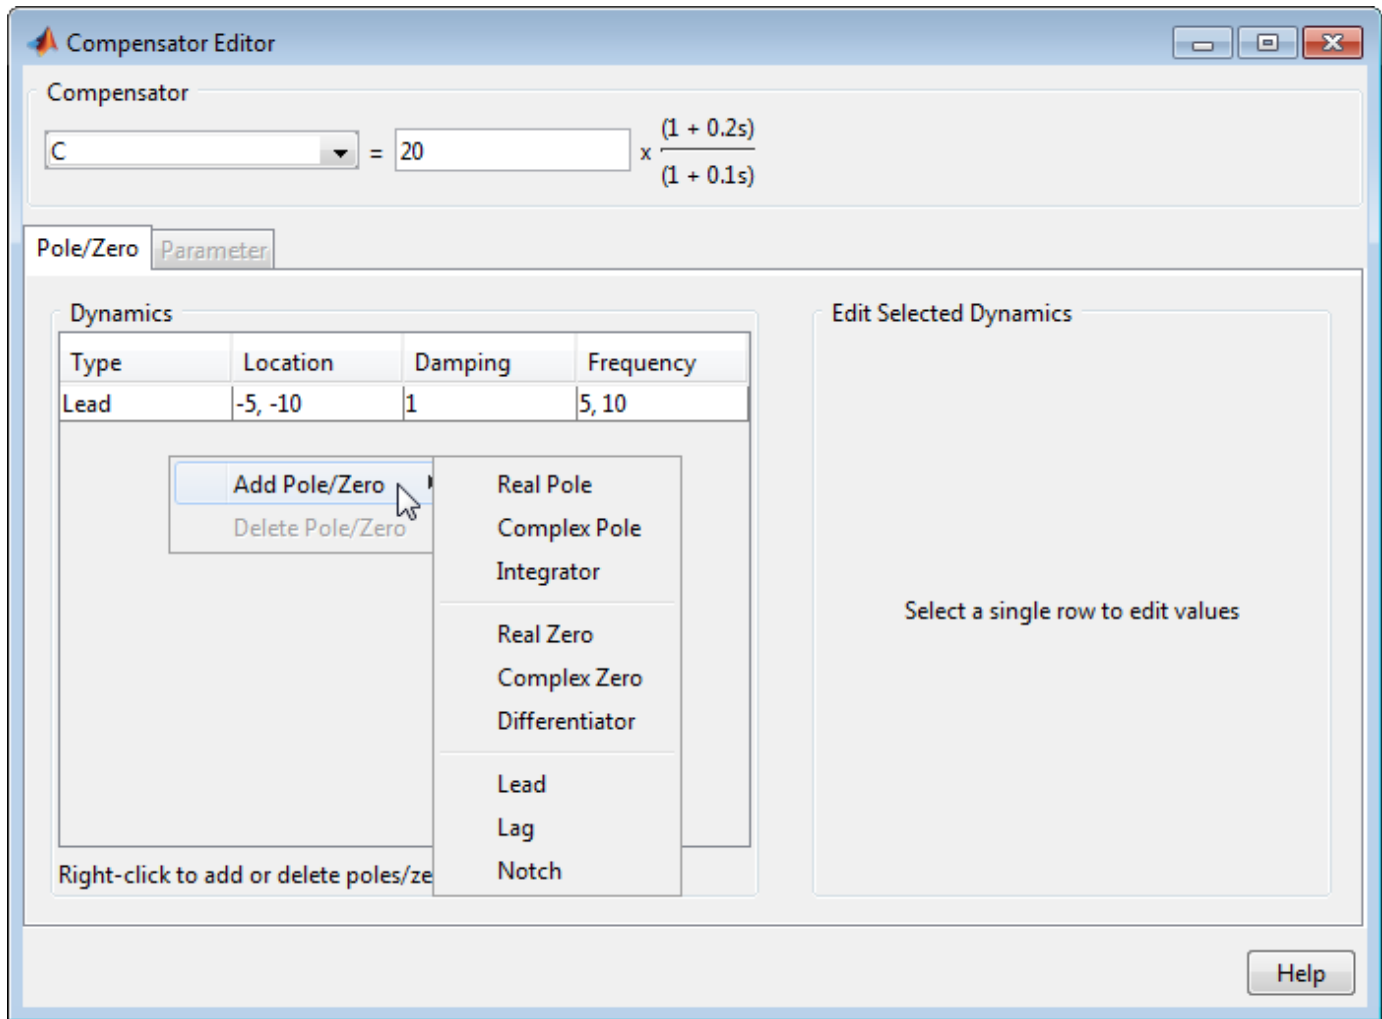 Compensator Editor
Compensator
C = 20 x (1 + 0.2s)
(1 + 0.1s)
Pole/Zero Parameter
Dynamics
Type Location Damping Frequency
Lead -5, -10 1 5, 10
Add Pole/Zero
Delete Pole/Zero
Real Pole
Complex Pole
Integrator
Real Zero
Complex Zero
Differentiator
Lead
Lag
Notch
Right-click to add or delete poles/ze
Edit Selected Dynamics
Select a single row to edit values
Help